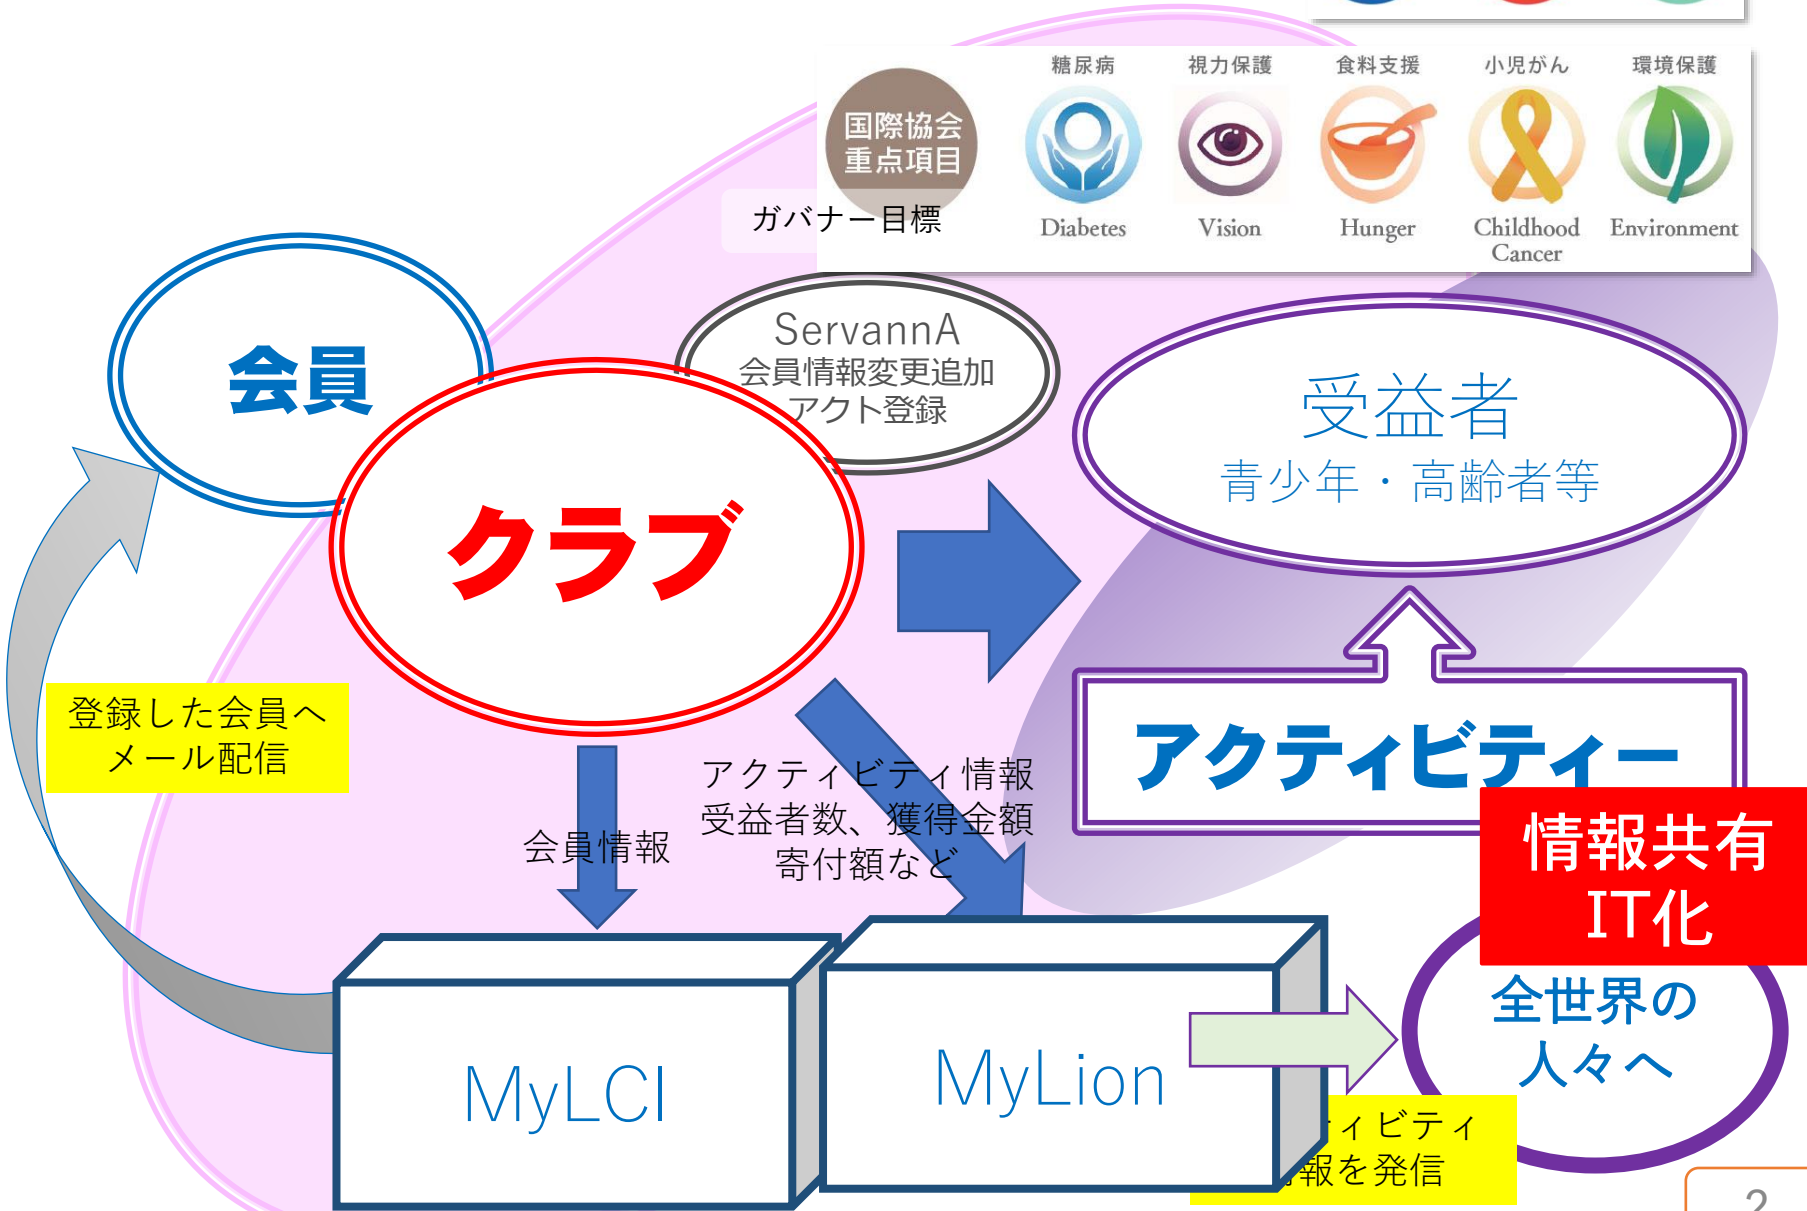 糖尿病
視力保護
食料支援
小児がん
環境保護
国際協会
重点項目
Diabetes
Vision
Hunger
Childhood
Cancer
Environment
ガバナー目標
会員
ServannA
会員情報変更追加
アクト登録
受益者
青少年・高齢者等
クラブ
登録した会員へ
メール配信
アクティビティ情報
受益者数、獲得金額
寄付額など
会員情報
アクティビティー
情報共有
IT化
全世界の
人々へ
MyLCI
MyLion
ィビティ
報を発信
2